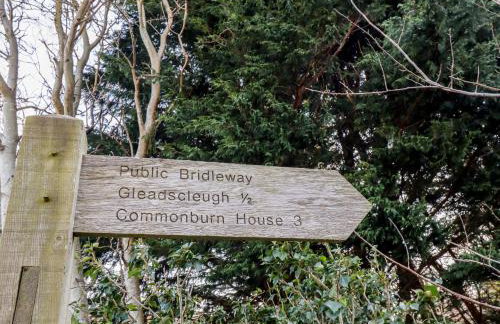 Public Bridleway
Gleadscleugh ½
Commonburn House 3